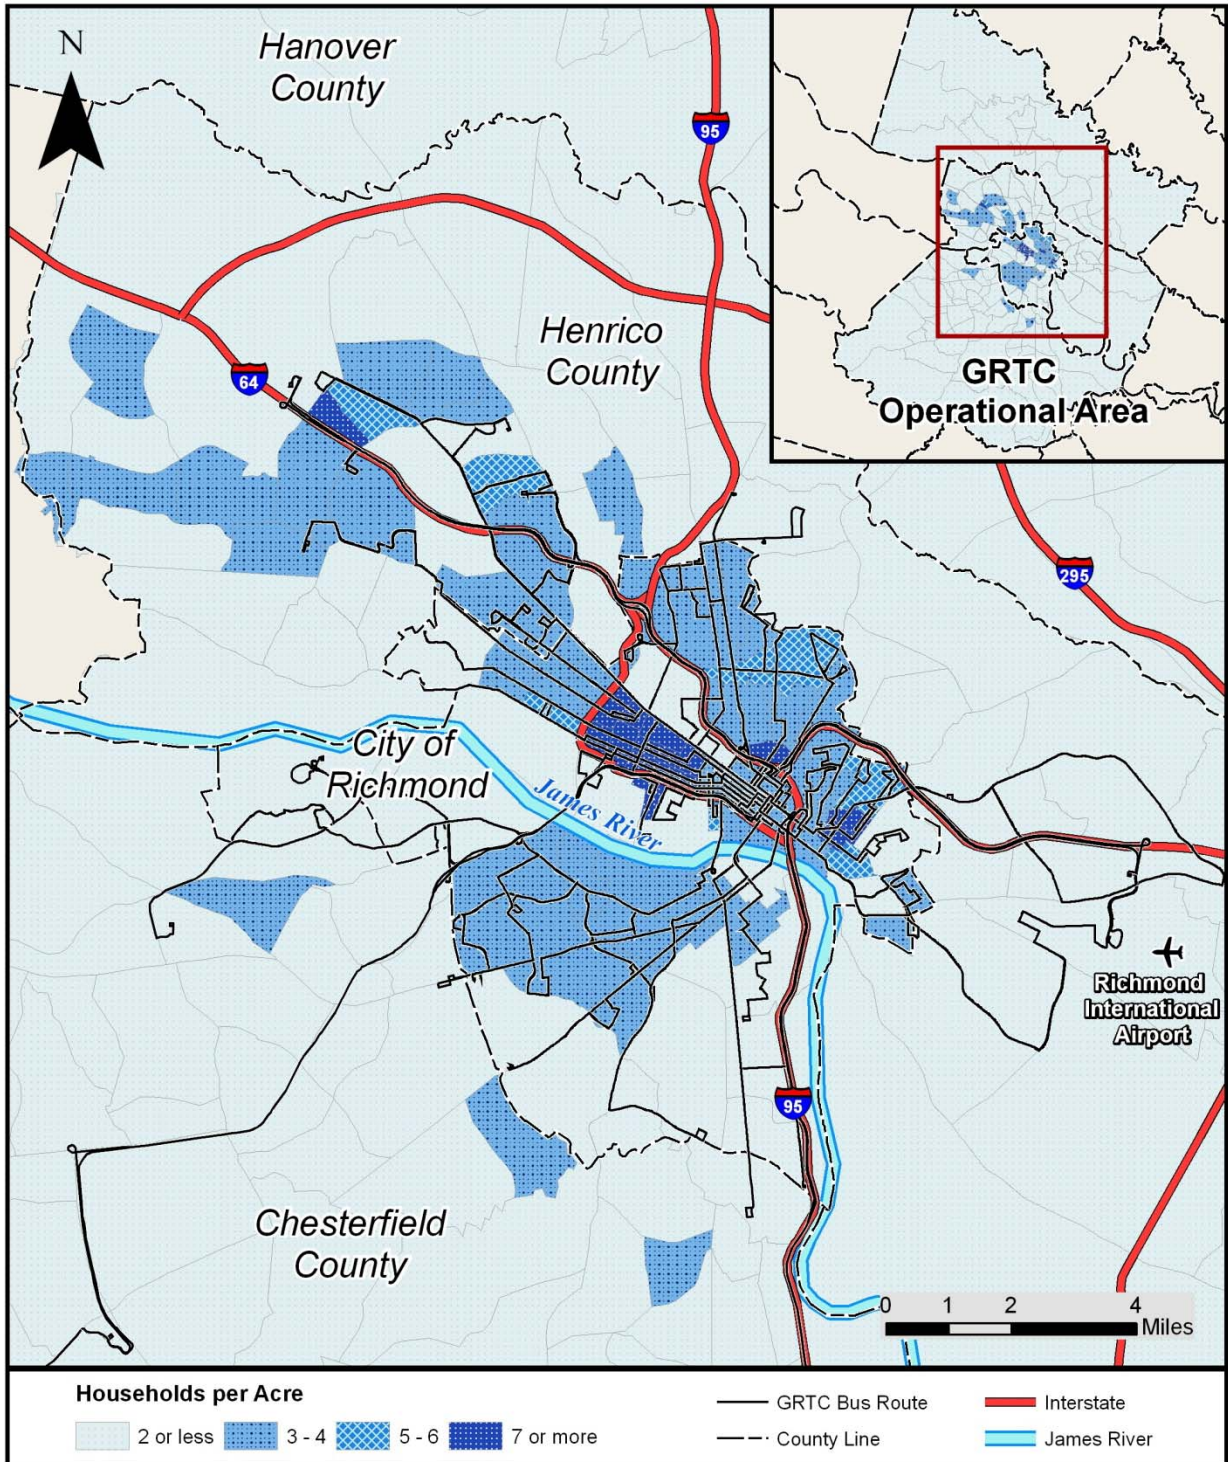 N
Hanover
County
95
Henrico
County
64
GRTC
Operational Area
295
City of
Richmond
James River
Richmond
International
Airport
95
Chesterfield
County
0 1 2 4
Miles
Households per Acre
2 or less 3 - 4 5 - 6 7 or more
GRTC Bus Route
County Line
Interstate
James River